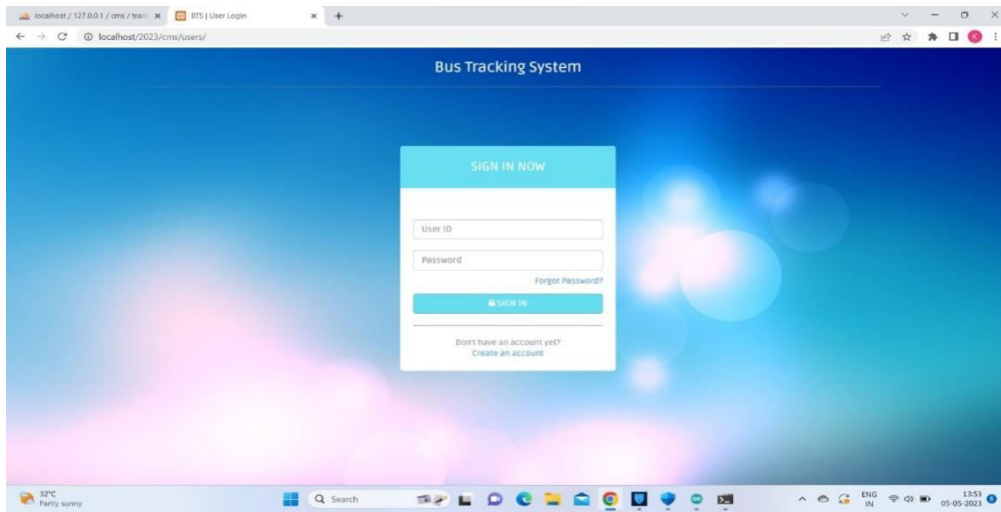 localhost / 127.0.0.1 / cms / track
BTS | User Login
localhost/2023/cms/users/
K
Bus Tracking System
SIGN IN NOW
User ID
Password
Forgot Password?
SIGN IN
Don't have an account yet?
Create an account
32°C
Partly sunny
Search
ENG
IN
13:53
05-05-2023
6